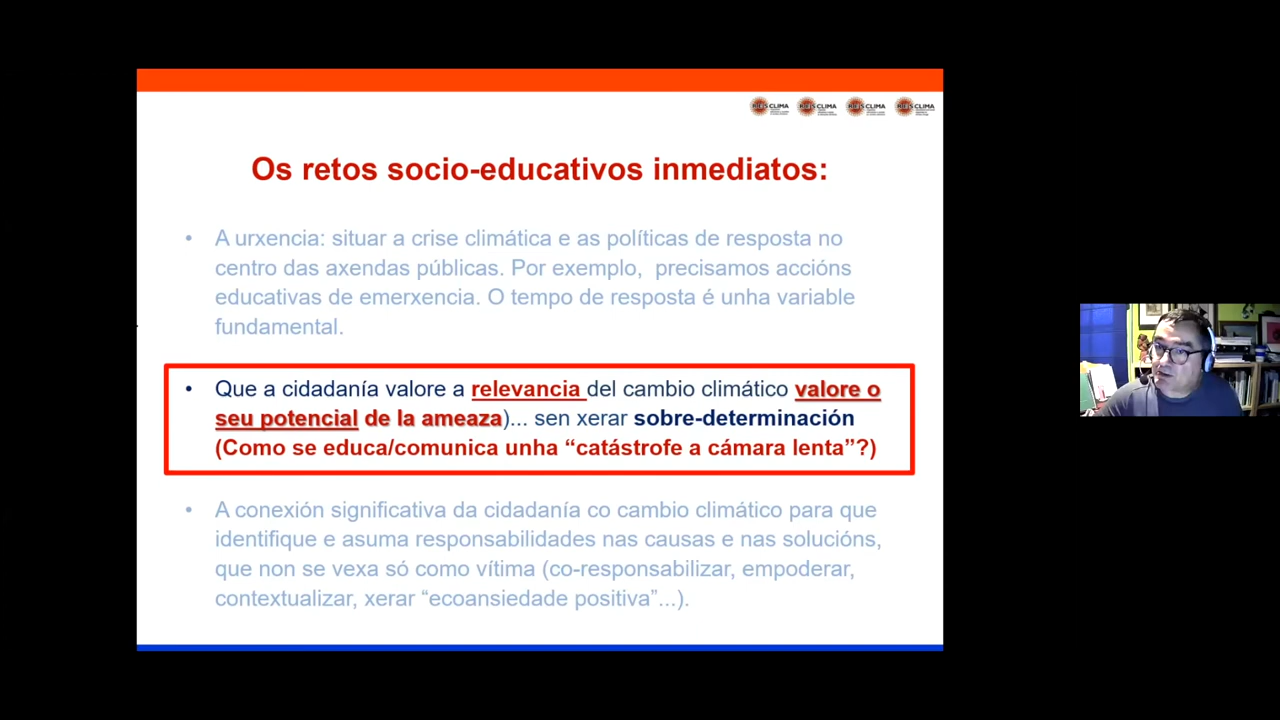 CLIMA CLIMA CLIMA CLIMA
Os retos socio-educativos inmediatos:
• A urxencia: situar a crise climática e as políticas de resposta no
centro das axendas públicas. Por exemplo, precisamos accións
educativas de emerxencia. O tempo de resposta é unha variable
fundamental.
• Que a cidadanía valore a relevancia del cambio climático valore o
seu potencial de la ameaza)... sen xerar sobre-determinación
(Como se educa/comunica unha “catástrofe a cámara lenta”?)
• A conexión significativa da cidadanía co cambio climático para que
identifique e asuma responsabilidades nas causas e nas solucións,
que non se vexa só como vítima (co-responsabilizar, empoderar,
contextualizar, xerar “ecoansiedade positiva”...).